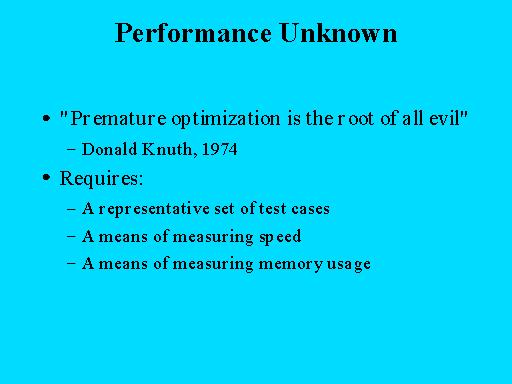 Performance Unknown
• "Premature optimization is the root of all evil"
– Donald Knuth, 1974
• Requires:
– A representative set of test cases
– A means of measuring speed
– A means of measuring memory usage